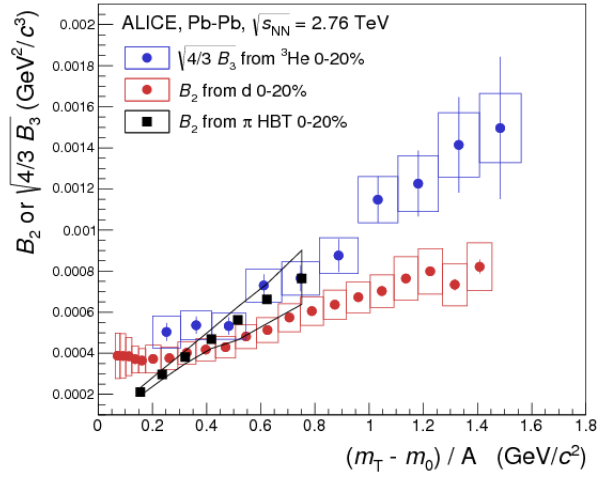 ALICE, Pb-Pb, √s_NN = 2.76 TeV
√4/3 B₃ from ³He 0-20%
B₂ from d 0-20%
B₂ from π HBT 0-20%
B₂ or √4/3 B₃ (GeV²/c³)
0.002
0.0018
0.0016
0.0014
0.0012
0.001
0.0008
0.0006
0.0004
0.0002
0 0.2 0.4 0.6 0.8 1 1.2 1.4 1.6 1.8
(m_T - m₀) / A (GeV/c²)